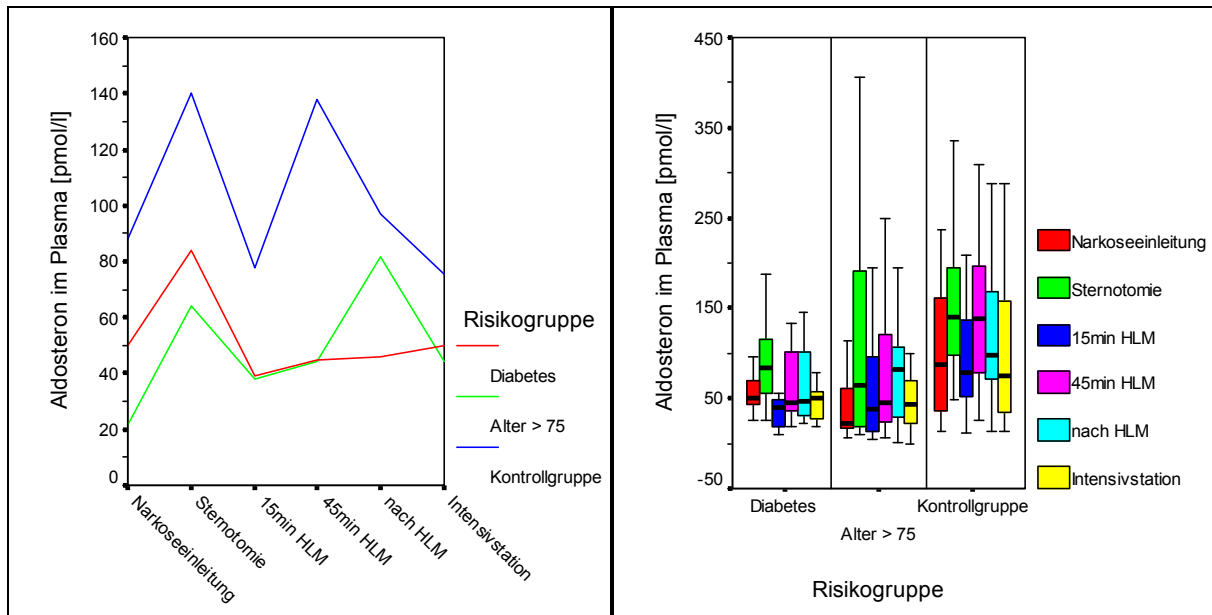 Aldosteron im Plasma [pmol/l]
160
140
120
100
80
60
40
20
0
Narkoseeinleitung
Sternotomie
15min HLM
45min HLM
nach HLM
Intensivstation
Risikogruppe
Diabetes
Alter > 75
Kontrollgruppe
Aldosteron im Plasma [pmol/l]
450
350
250
150
50
-50
Diabetes
Alter > 75
Kontrollgruppe
Risikogruppe
Narkoseeinleitung
Sternotomie
15min HLM
45min HLM
nach HLM
Intensivstation